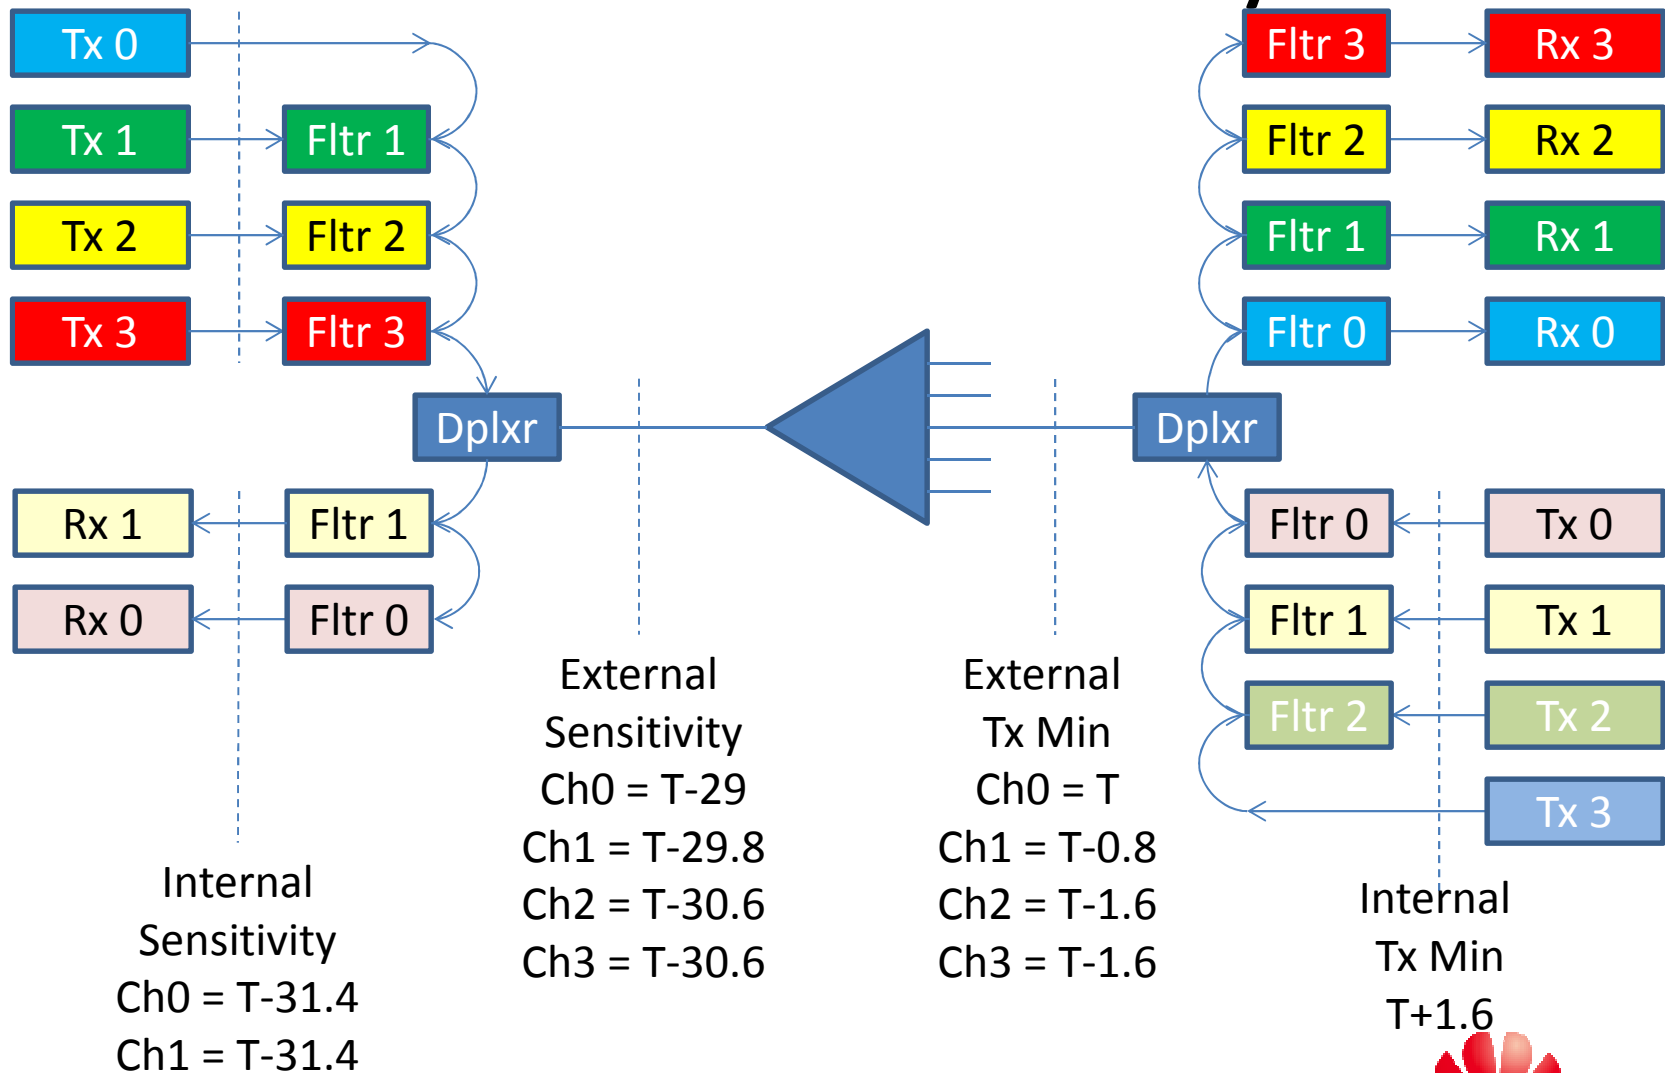 Tx 0
Tx 1
Fltr 1
Tx 2
Fltr 2
Tx 3
Fltr 3
Dplxr
Rx 1
Fltr 1
Rx 0
Fltr 0
Fltr 3
Rx 3
Fltr 2
Rx 2
Fltr 1
Rx 1
Fltr 0
Rx 0
Dplxr
Fltr 0
Tx 0
Fltr 1
Tx 1
Fltr 2
Tx 2
Tx 3
Internal
Sensitivity
Ch0 = T-31.4
Ch1 = T-31.4
External
Sensitivity
Ch0 = T-29
Ch1 = T-29.8
Ch2 = T-30.6
Ch3 = T-30.6
External
Tx Min
Ch0 = T
Ch1 = T-0.8
Ch2 = T-1.6
Ch3 = T-1.6
Internal
Tx Min
T+1.6